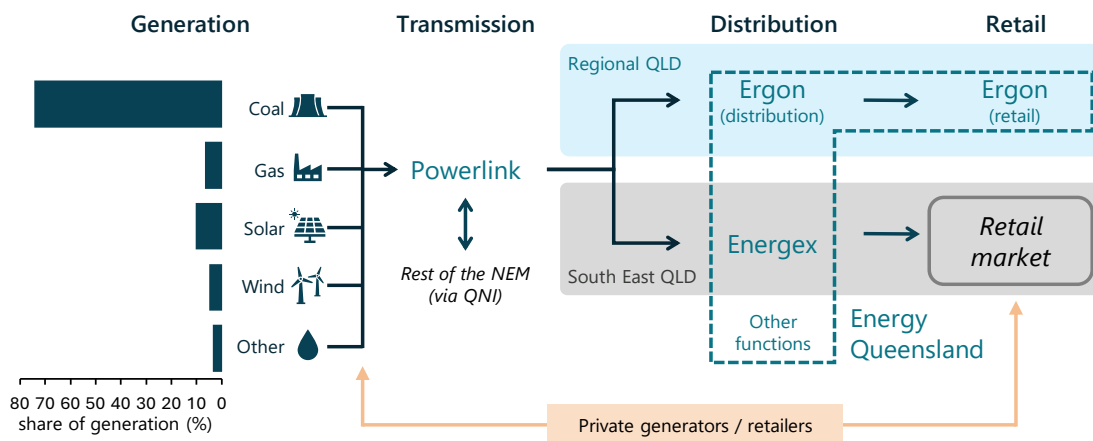 Generation
Transmission
Distribution
Retail
Regional QLD
Coal
Ergon
(distribution)
Ergon
(retail)
Gas
Powerlink
Solar
Energex
Retail
market
Rest of the NEM
(via QNI)
South East QLD
Wind
Other
Other
functions
Energy
Queensland
80 70 60 50 40 30 20 10 0
share of generation (%)
Private generators / retailers